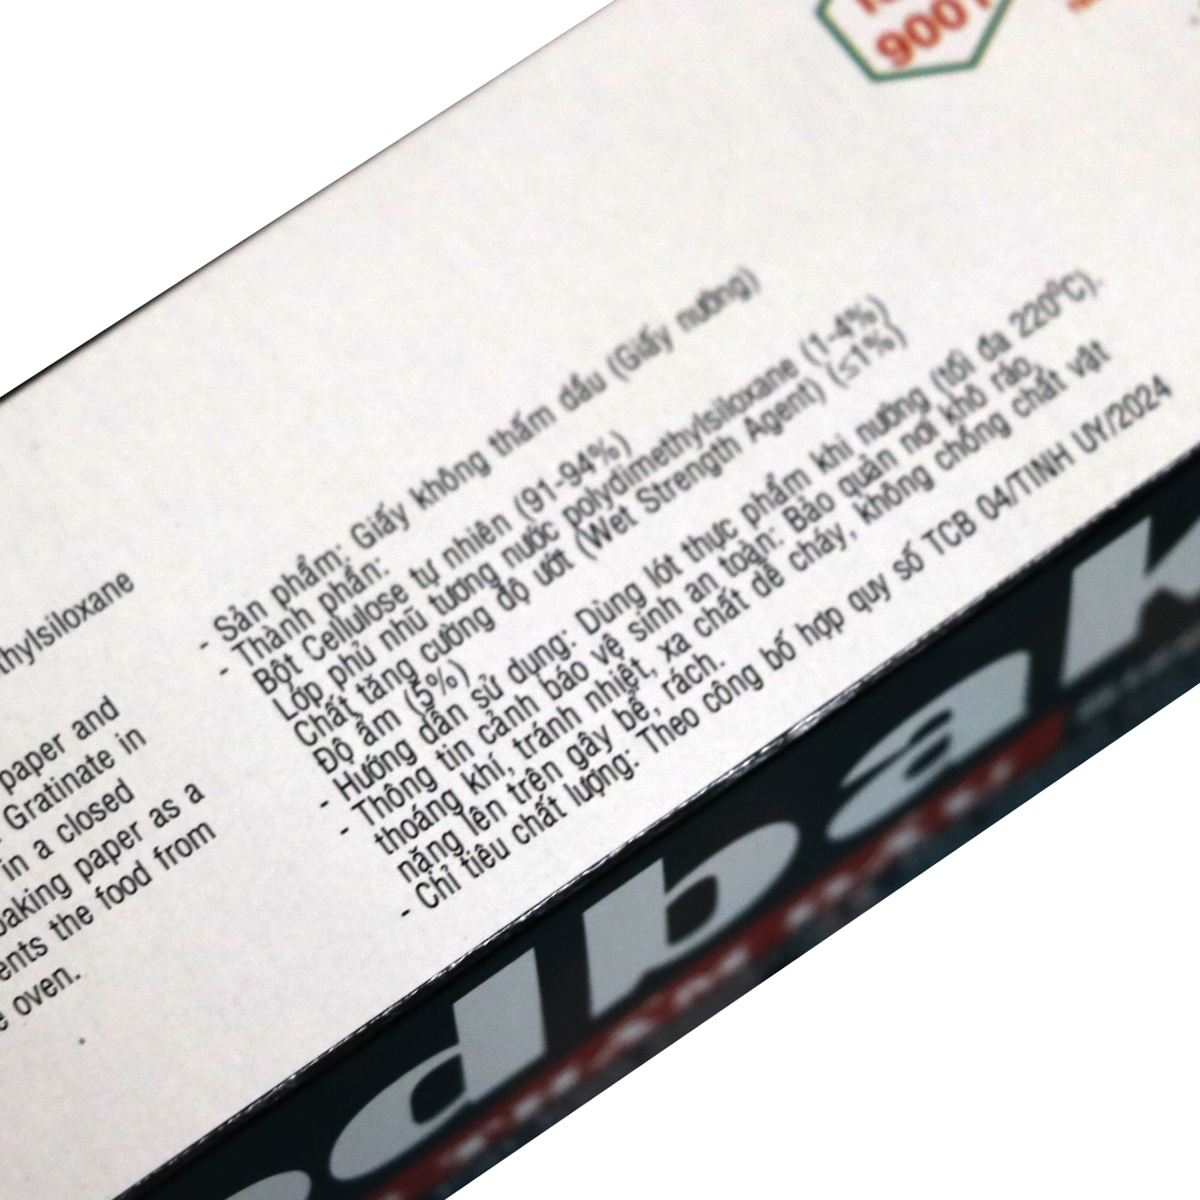 9001
thylsiloxane
paper and
Gratinate in
in a closed
baking paper as a
ents the food from
oven.
- Sản phẩm: Giấy không thấm dầu (Giấy nướng)
- Thành phần:
Bột Cellulose tự nhiên (91-94%)
Lớp phủ nhũ tương nước polydimethylsiloxane (1-4%)
Chất tăng cường độ ướt (Wet Strength Agent) (≤1%)
Độ ẩm (5%)
- Hướng dẫn sử dụng: Dùng lót thực phẩm khi nướng (tối đa 220°C).
- Thông tin cảnh báo vệ sinh an toàn: Bảo quản nơi khô ráo,
thoáng khí, tránh nhiệt, xa chất dễ cháy, không chồng chất vật
nặng lên trên gây bể, rách.
- Chỉ tiêu chất lượng: Theo công bố hợp quy số TCB 04/TINH UY/2024
dbak